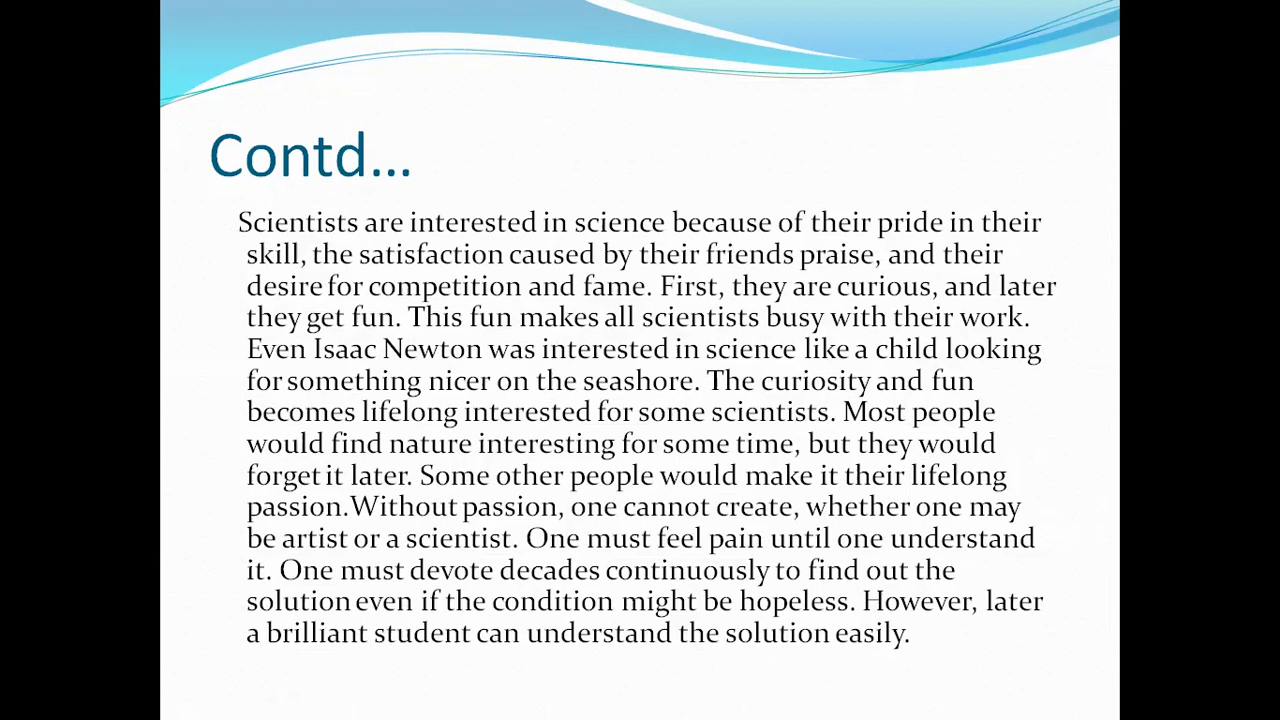 Contd...
Scientists are interested in science because of their pride in their
skill, the satisfaction caused by their friends praise, and their
desire for competition and fame. First, they are curious, and later
they get fun. This fun makes all scientists busy with their work.
Even Isaac Newton was interested in science like a child looking
for something nicer on the seashore. The curiosity and fun
becomes lifelong interested for some scientists. Most people
would find nature interesting for some time, but they would
forget it later. Some other people would make it their lifelong
passion.Without passion, one cannot create, whether one may
be artist or a scientist. One must feel pain until one understand
it. One must devote decades continuously to find out the
solution even if the condition might be hopeless. However, later
a brilliant student can understand the solution easily.